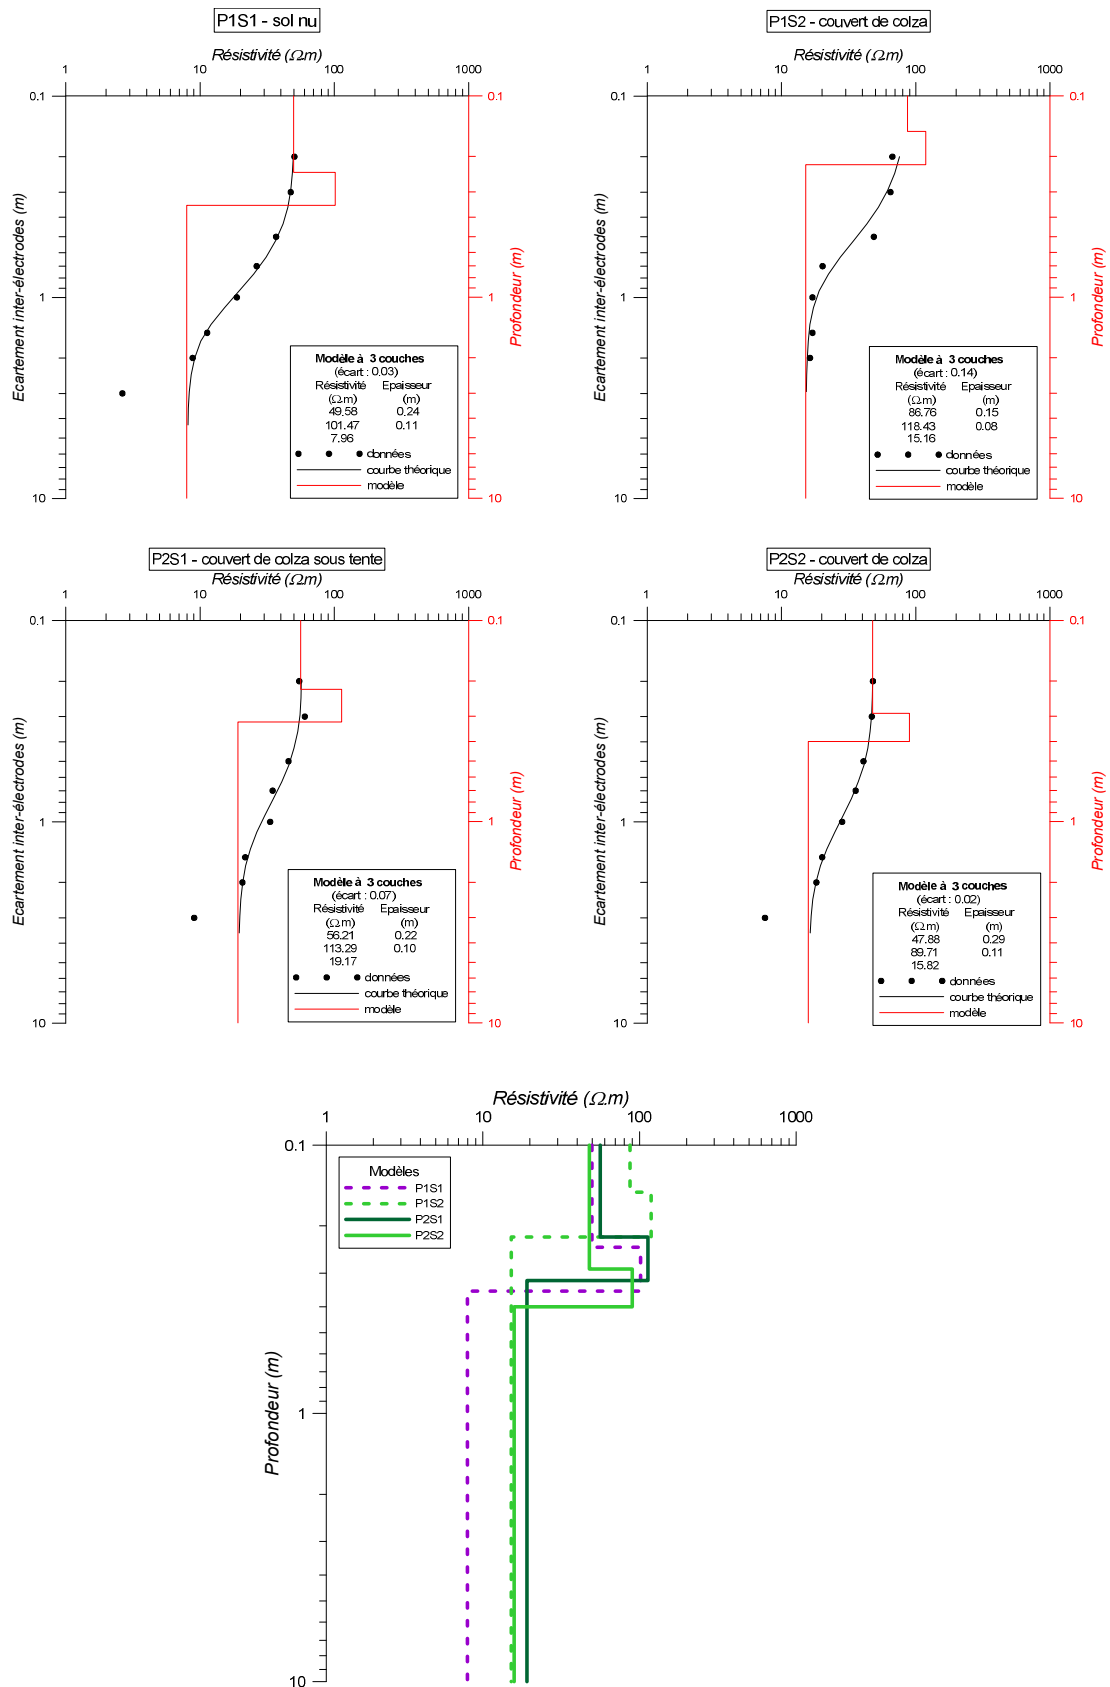 P1S1 - sol nu
Résistivité (Ω.m)
1 10 100 1000
0.1 0.1
1 1
10 10
Ecartement inter-électrodes (m)
Profondeur (m)
Modèle à 3 couches
(écart : 0.03)
Résistivité Epaisseur
(Ω.m) (m)
49.58 0.24
101.47 0.11
7.96
données
courbe théorique
modèle
P1S2 - couvert de colza
Résistivité (Ω.m)
1 10 100 1000
0.1 0.1
1 1
10 10
Ecartement inter-électrodes (m)
Profondeur (m)
Modèle à 3 couches
(écart : 0.14)
Résistivité Epaisseur
(Ω.m) (m)
86.76 0.15
118.43 0.08
15.16
données
courbe théorique
modèle
P2S1 - couvert de colza sous tente
Résistivité (Ω.m)
1 10 100 1000
0.1 0.1
1 1
10 10
Ecartement inter-électrodes (m)
Profondeur (m)
Modèle à 3 couches
(écart : 0.07)
Résistivité Epaisseur
(Ω.m) (m)
56.21 0.22
113.29 0.10
19.17
données
courbe théorique
modèle
P2S2 - couvert de colza
Résistivité (Ω.m)
1 10 100 1000
0.1 0.1
1 1
10 10
Ecartement inter-électrodes (m)
Profondeur (m)
Modèle à 3 couches
(écart : 0.02)
Résistivité Epaisseur
(Ω.m) (m)
47.88 0.29
89.71 0.11
15.82
données
courbe théorique
modèle
Résistivité (Ω.m)
1 10 100 1000
0.1
1
10
Profondeur (m)
Modèles
P1S1
P1S2
P2S1
P2S2